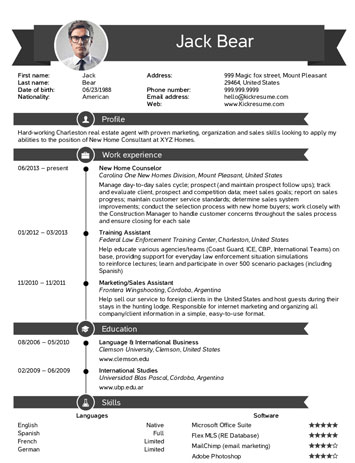 Jack Bear
First name: Jack
Last name: Bear
Date of birth: 06/23/1988
Nationality: American
Address: 999 Magic fox street, Mount Pleasant
29464, United States
Phone number: 999.999.9999
Email address: hello@kickresume.com
Web: www.Kickresume.com
Profile
Hard-working Charleston real estate agent with proven marketing, organization and sales skills looking to apply my
abilities to the position of New Home Consultant at XYZ Homes.
Work experience
06/2013 – present
New Home Counselor
Carolina One New Homes Division, Mount Pleasant, United States
Manage day-to-day sales cycle; prospect (and maintain prospect follow ups), track
and evaluate client, prospect and competition data; meet sales goals; report on sales
progress; maintain customer service standards; determine sales system
improvements; conduct the selection process with new home buyers; work closely with
the Construction Manager to handle customer concerns throughout the sales process
and ensure closing for each sale
01/2012 – 03/2013
Training Assistant
Federal Law Enforcement Training Center, Charleston, United States
Help educate various agencies/teams (Coast Guard, ICE, CBP, International Teams) on
base, providing support for everyday law enforcement situation simulations
to reinforce lectures; learn and participate in over 500 scenario packages (including
Spanish)
11/2010 – 11/2011
Marketing/Sales Assistant
Frontera Wingshooting, Córdoba, Argentina
Help sell our service to foreign clients in the United States and host guests during their
stays in the hunting lodge. Responsible for internet marketing and organizing all
company/client information in a simple, easy-to-use format.
Education
08/2006 – 05/2010
Language & International Business
Clemson University, Clemson, United States
www.clemson.edu
02/2009 – 06/2009
International Studies
Universidad Blas Pascal, Córdoba, Argentina
www.ubp.edu.ar
Skills
Languages
English Native
Spanish Full
French Limited
German Limited
Software
Microsoft Office Suite
Flex MLS (RE Database)
MailChimp (email marketing)
Adobe Photoshop